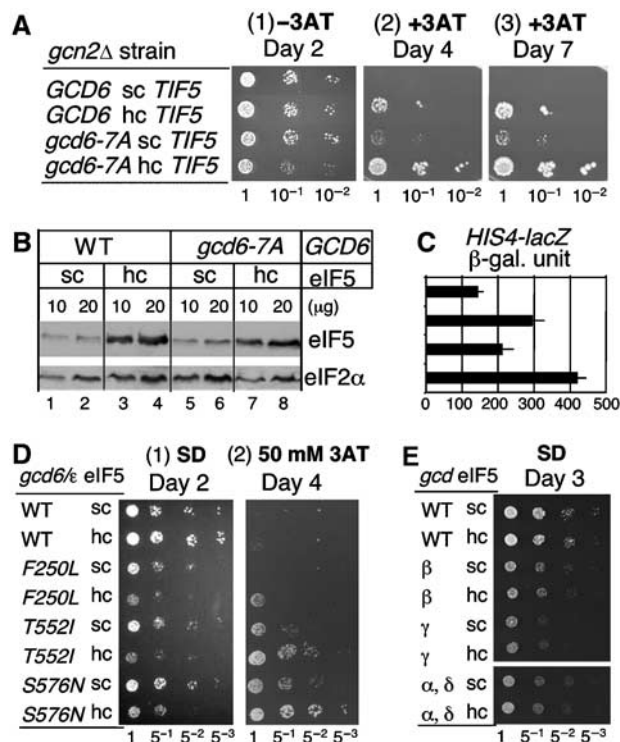 A
gcn2Δ strain
(1) −3AT
Day 2
(2) +3AT
Day 4
(3) +3AT
Day 7
GCD6 sc TIF5
GCD6 hc TIF5
gcd6-7A sc TIF5
gcd6-7A hc TIF5
1 10⁻¹ 10⁻² 1 10⁻¹ 10⁻² 1 10⁻¹ 10⁻²
B
WT gcd6-7A GCD6
sc hc sc hc eIF5
10 20 10 20 10 20 10 20 (μg)
eIF5
eIF2α
1 2 3 4 5 6 7 8
C
HIS4-lacZ
β-gal. unit
0 100 200 300 400 500
D
gcd6/ε eIF5
(1) SD
Day 2
(2) 50 mM 3AT
Day 4
WT sc
WT hc
F250L sc
F250L hc
T552I sc
T552I hc
S576N sc
S576N hc
1 5⁻¹ 5⁻² 5⁻³ 1 5⁻¹ 5⁻² 5⁻³
E
gcd eIF5
SD
Day 3
WT sc
WT hc
β sc
β hc
γ sc
γ hc
α, δ sc
α, δ hc
1 5⁻¹ 5⁻² 5⁻³